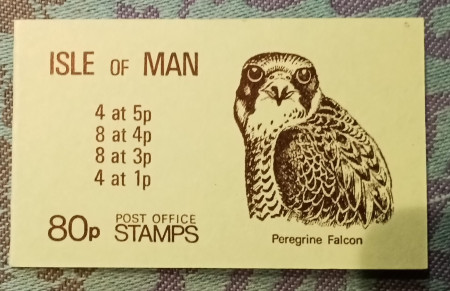 ISLE OF MAN
4 at 5p
8 at 4p
8 at 3p
4 at 1p
80p POST OFFICE STAMPS
Peregrine Falcon